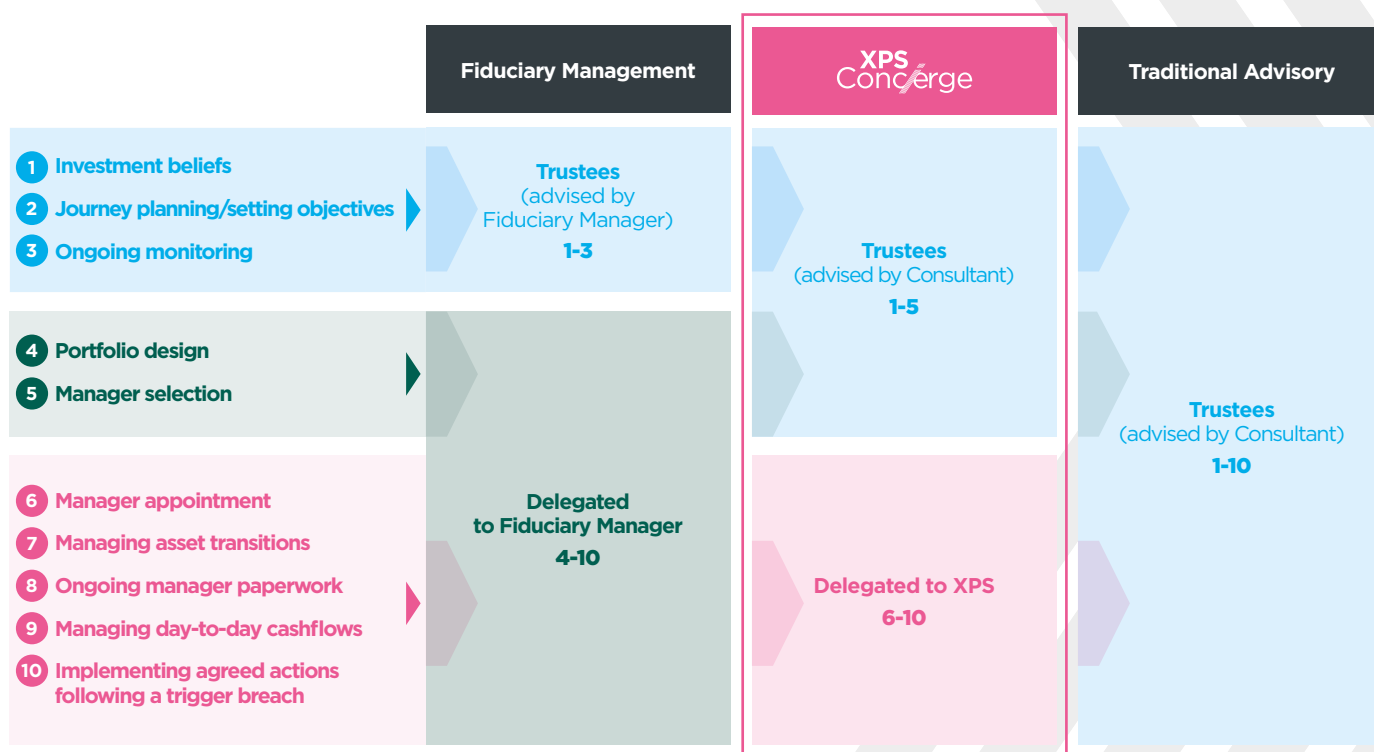 Fiduciary Management
XPS
Concierge
Traditional Advisory
1 Investment beliefs
2 Journey planning/setting objectives
3 Ongoing monitoring
4 Portfolio design
5 Manager selection
6 Manager appointment
7 Managing asset transitions
8 Ongoing manager paperwork
9 Managing day-to-day cashflows
10 Implementing agreed actions
following a trigger breach
Trustees
(advised by
Fiduciary Manager)
1-3
Delegated
to Fiduciary Manager
4-10
Trustees
(advised by Consultant)
1-5
Delegated to XPS
6-10
Trustees
(advised by Consultant)
1-10